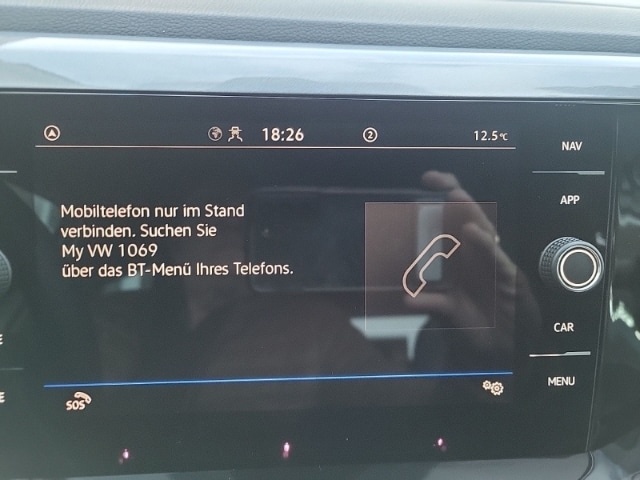 18:26 2 12.5°C
NAV
APP
CAR
MENU
Mobiltelefon nur im Stand
verbinden. Suchen Sie
My VW 1069
über das BT-Menü Ihres Telefons.
SOS